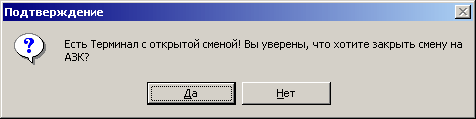 Подтверждение
Есть Терминал с открытой сменой! Вы уверены, что хотите закрыть смену на
АЗК?
Да
Нет